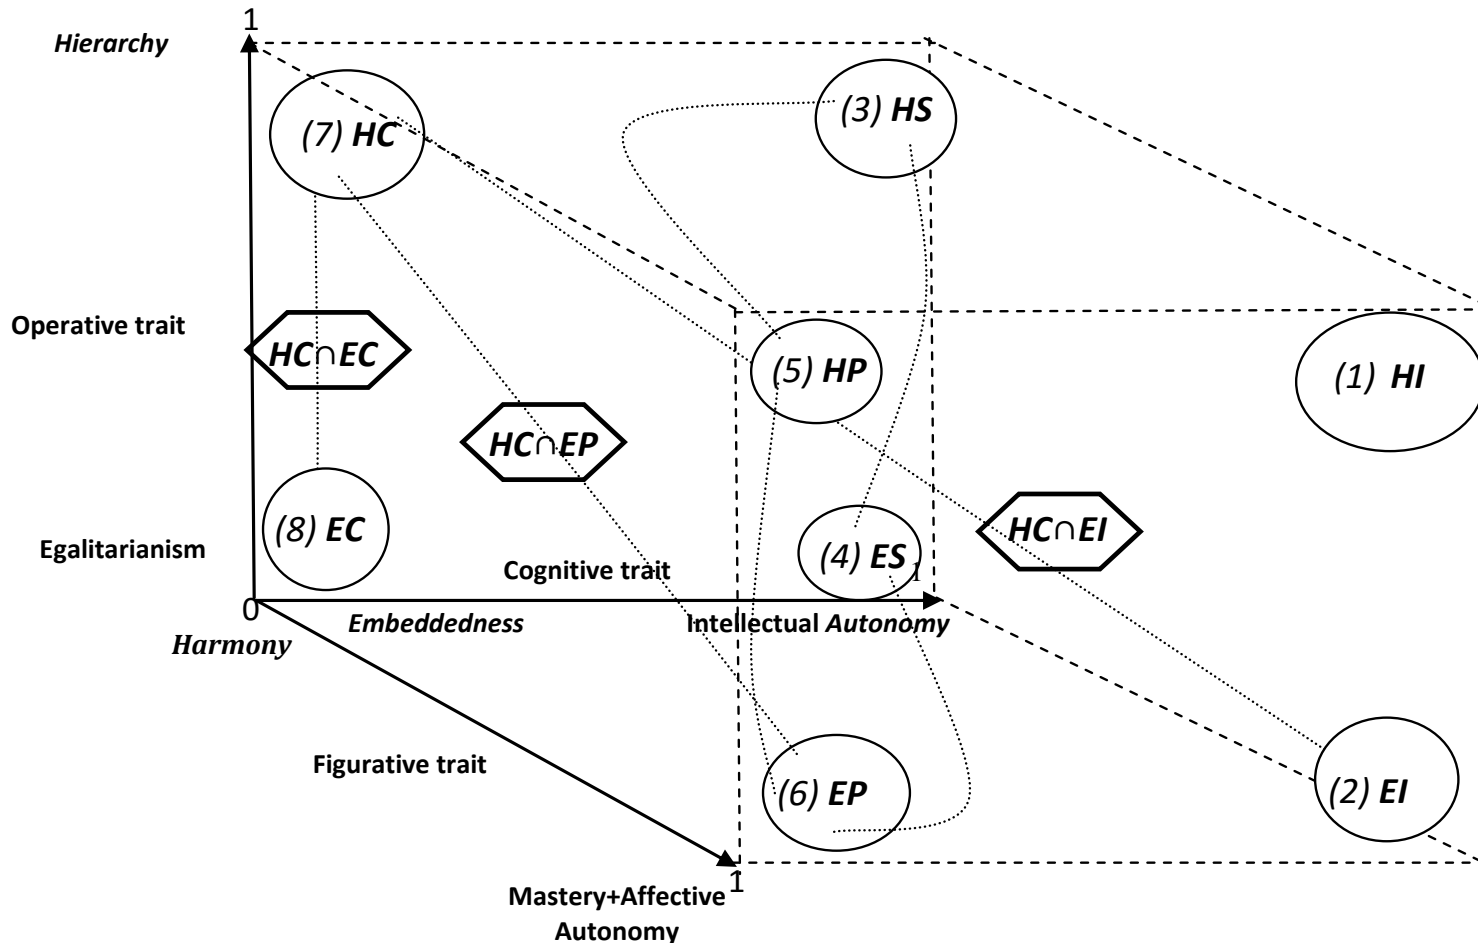 1
Hierarchy
(7) HC
(3) HS
Operative trait
HC∩EC
(5) HP
(1) HI
HC∩EP
(8) EC
HC∩EI
Egalitarianism
(4) ES
Cognitive trait
1
0
Harmony
Embeddedness
Intellectual Autonomy
Figurative trait
(6) EP
(2) EI
1
Mastery+Affective
Autonomy